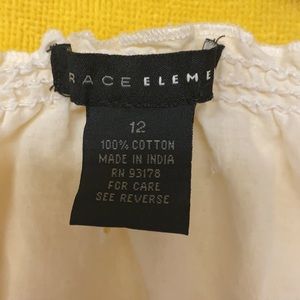 RACE ELEME
12
100% COTTON
MADE IN INDIA
RN 93178
FOR CARE
SEE REVERSE